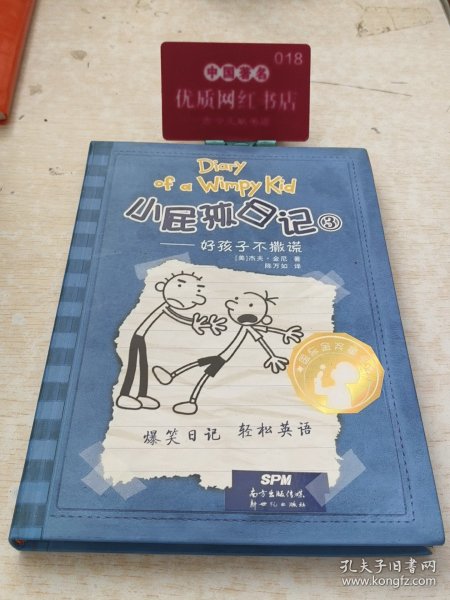 018
中国著名
优质网红书店
Diary
of a Wimpy Kid
小屁孩日记③
——好孩子不撒谎
[美]杰夫·金尼 著
陈万如 译
爆笑日记 轻松英语
SPM
南方出版传媒
新世纪出版社
孔夫子旧书网
www.kongfz.com